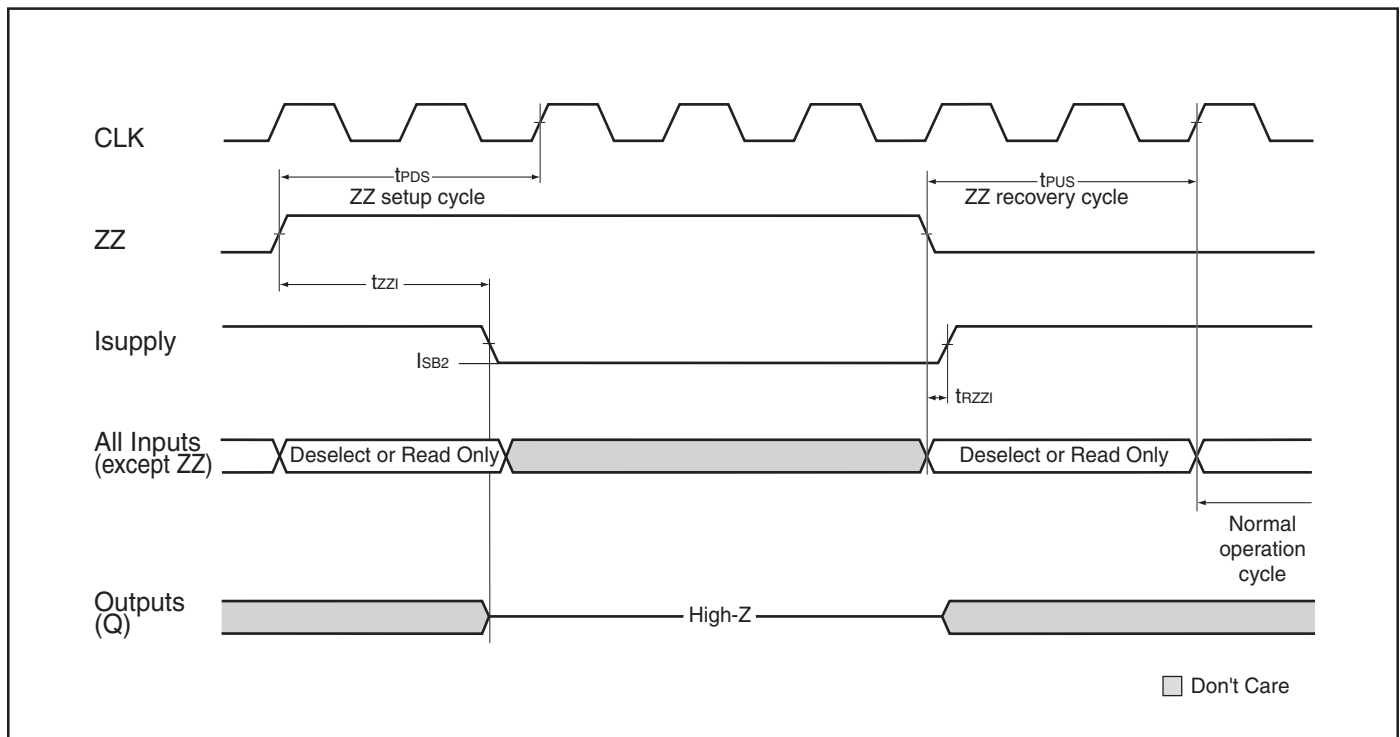 CLK
tPDS
ZZ setup cycle
tPUS
ZZ recovery cycle
ZZ
tZZI
Isupply
ISB2
tRZZI
All Inputs
(except ZZ)
Deselect or Read Only
Deselect or Read Only
Normal
operation
cycle
Outputs
(Q)
High-Z
Don't Care